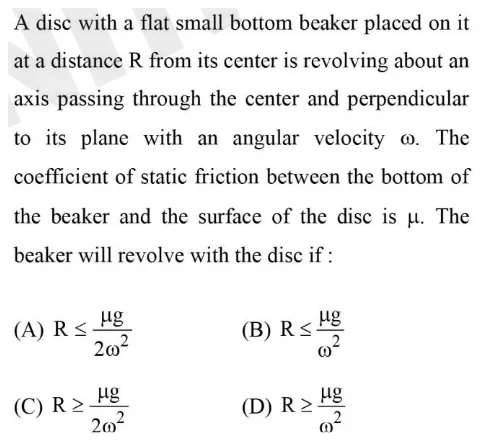 A disc with a flat small bottom beaker placed on it
at a distance R from its center is revolving about an
axis passing through the center and perpendicular
to its plane with an angular velocity ω. The
coefficient of static friction between the bottom of
the beaker and the surface of the disc is μ. The
beaker will revolve with the disc if :
(A) R ≤ μg/2ω² (B) R ≤ μg/ω²
(C) R ≥ μg/2ω² (D) R ≥ μg/ω²